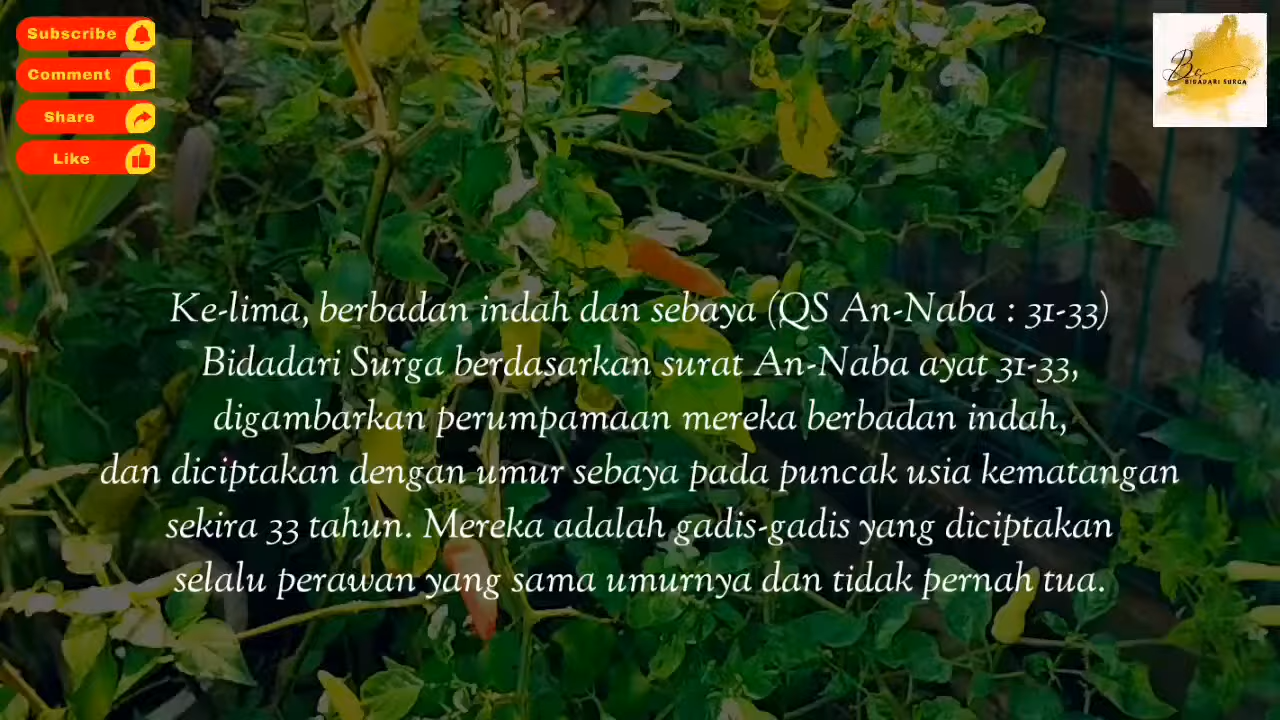 Subscribe
Comment
Share
Like
BIDADARI SURGA
Ke-lima, berbadan indah dan sebaya (QS An-Naba : 31-33)
Bidadari Surga berdasarkan surat An-Naba ayat 31-33,
digambarkan perumpamaan mereka berbadan indah,
dan diciptakan dengan umur sebaya pada puncak usia kematangan
sekira 33 tahun. Mereka adalah gadis-gadis yang diciptakan
selalu perawan yang sama umurnya dan tidak pernah tua.